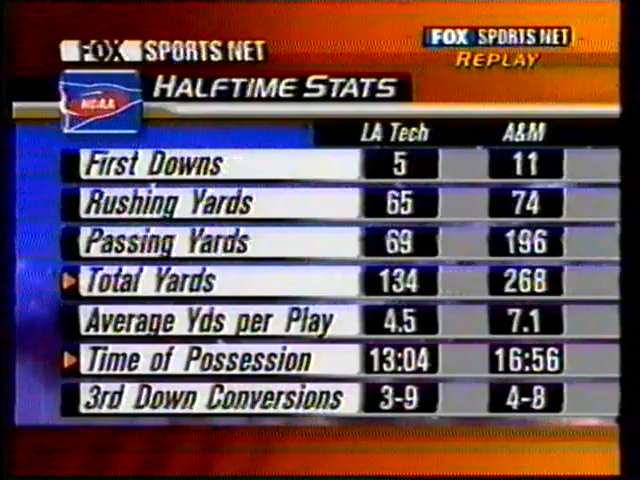 FOX SPORTS NET
FOX SPORTS NET
REPLAY
HALFTIME STATS
NCAA
LA Tech A&M
First Downs 5 11
Rushing Yards 65 74
Passing Yards 69 196
Total Yards 134 268
Average Yds per Play 4.5 7.1
Time of Possession 13:04 16:56
3rd Down Conversions 3-9 4-8